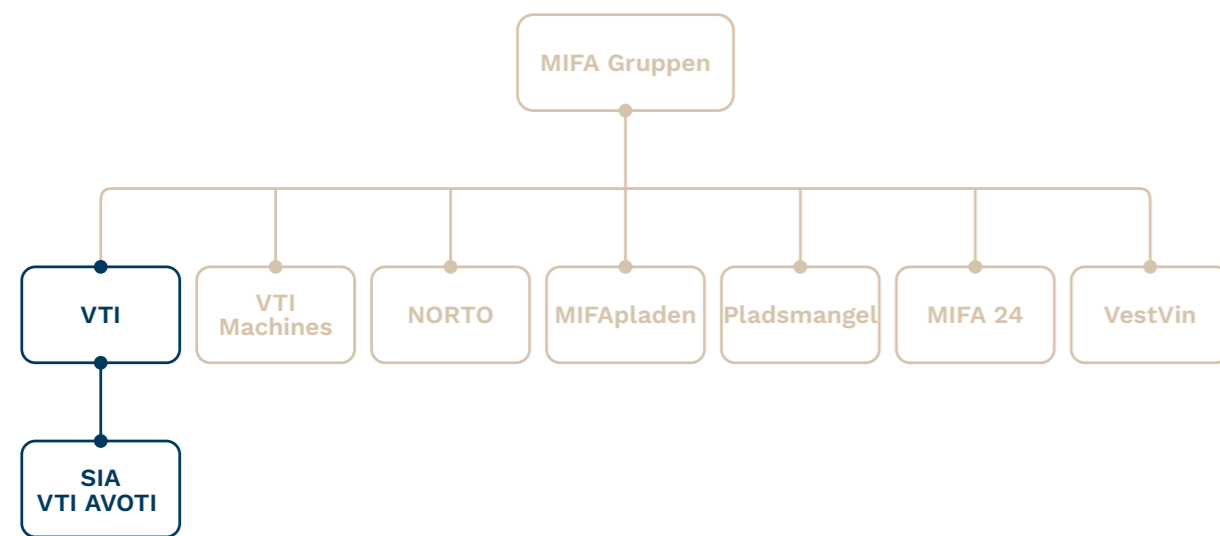 MIFA Gruppen
VTI
VTI
Machines
NORTO
MIFApladen
Pladsmangel
MIFA 24
VestVin
SIA
VTI AVOTI